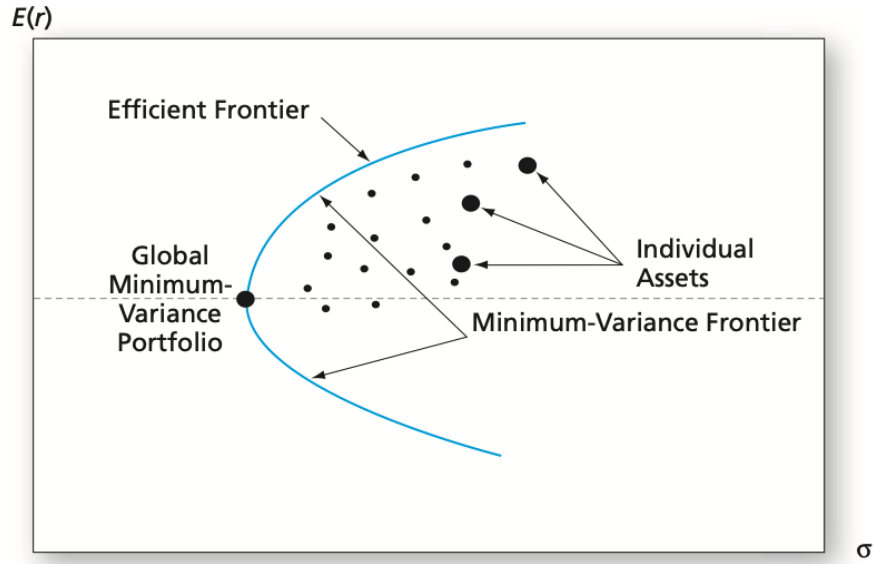 E(r)
Efficient Frontier
Global
Minimum-
Variance
Portfolio
Individual
Assets
Minimum-Variance Frontier
σ